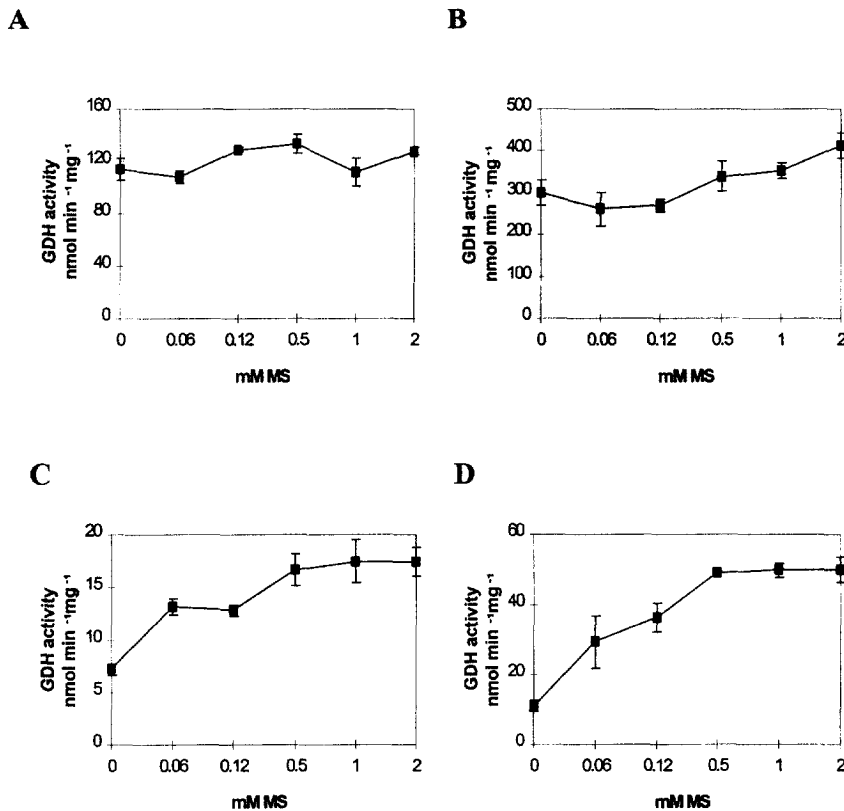 A
GDH activity
nmol min ⁻¹ mg ⁻¹
160
120
80
40
0
0 0.06 0.12 0.5 1 2
mM MS
B
GDH activity
nmol min ⁻¹ mg ⁻¹
500
400
300
200
100
0
0 0.06 0.12 0.5 1 2
mM MS
C
GDH activity
nmol min ⁻¹mg ⁻¹
20
15
10
5
0
0 0.06 0.12 0.5 1 2
mM MS
D
GDH activity
nmol min ⁻¹mg ⁻¹
60
40
20
0
0 0.06 0.12 0.5 1 2
mM MS